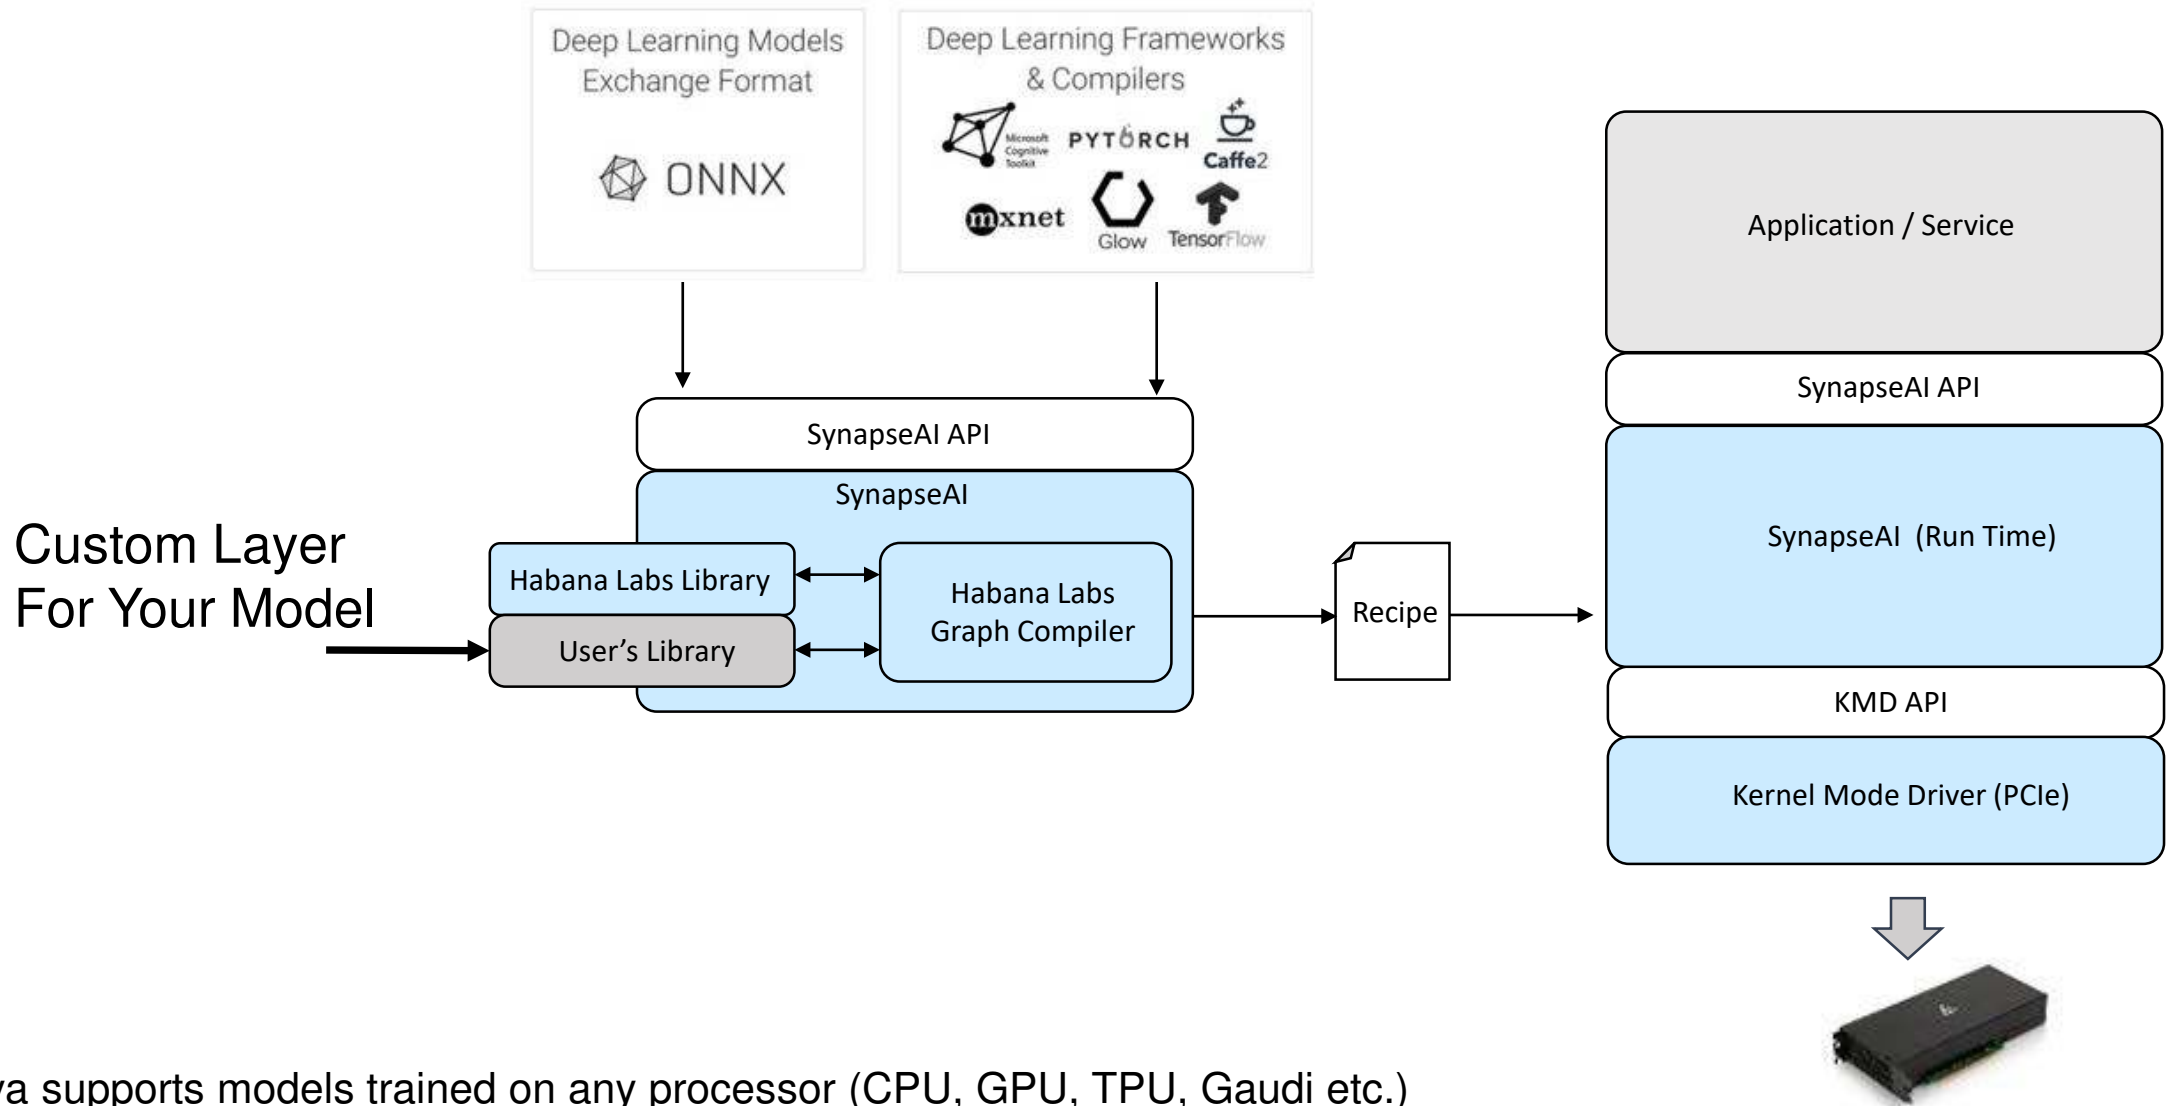 Deep Learning Models
Exchange Format
ONNX
Deep Learning Frameworks
& Compilers
Microsoft
Cognitive
Toolkit
PYTORCH
Caffe2
mxnet
Glow
TensorFlow
Application / Service
SynapseAI API
SynapseAI (Run Time)
KMD API
Kernel Mode Driver (PCIe)
SynapseAI API
SynapseAI
Custom Layer
For Your Model
Habana Labs Library
User's Library
Habana Labs
Graph Compiler
Recipe
supports models trained on any processor (CPU, GPU, TPU, Gaudi etc.)